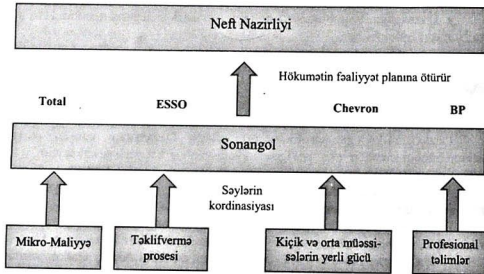 Neft Nazirliyi
Hökumətin fəaliyyət planına ötürür
Total ESSO Chevron BP
Sonangol
Səylərin
kordinasiyası
Mikro-Maliyyə
Təklifvermə
prosesi
Kiçik və orta müəssi-
sələrin yerli gücü
Profesional
təlimlər